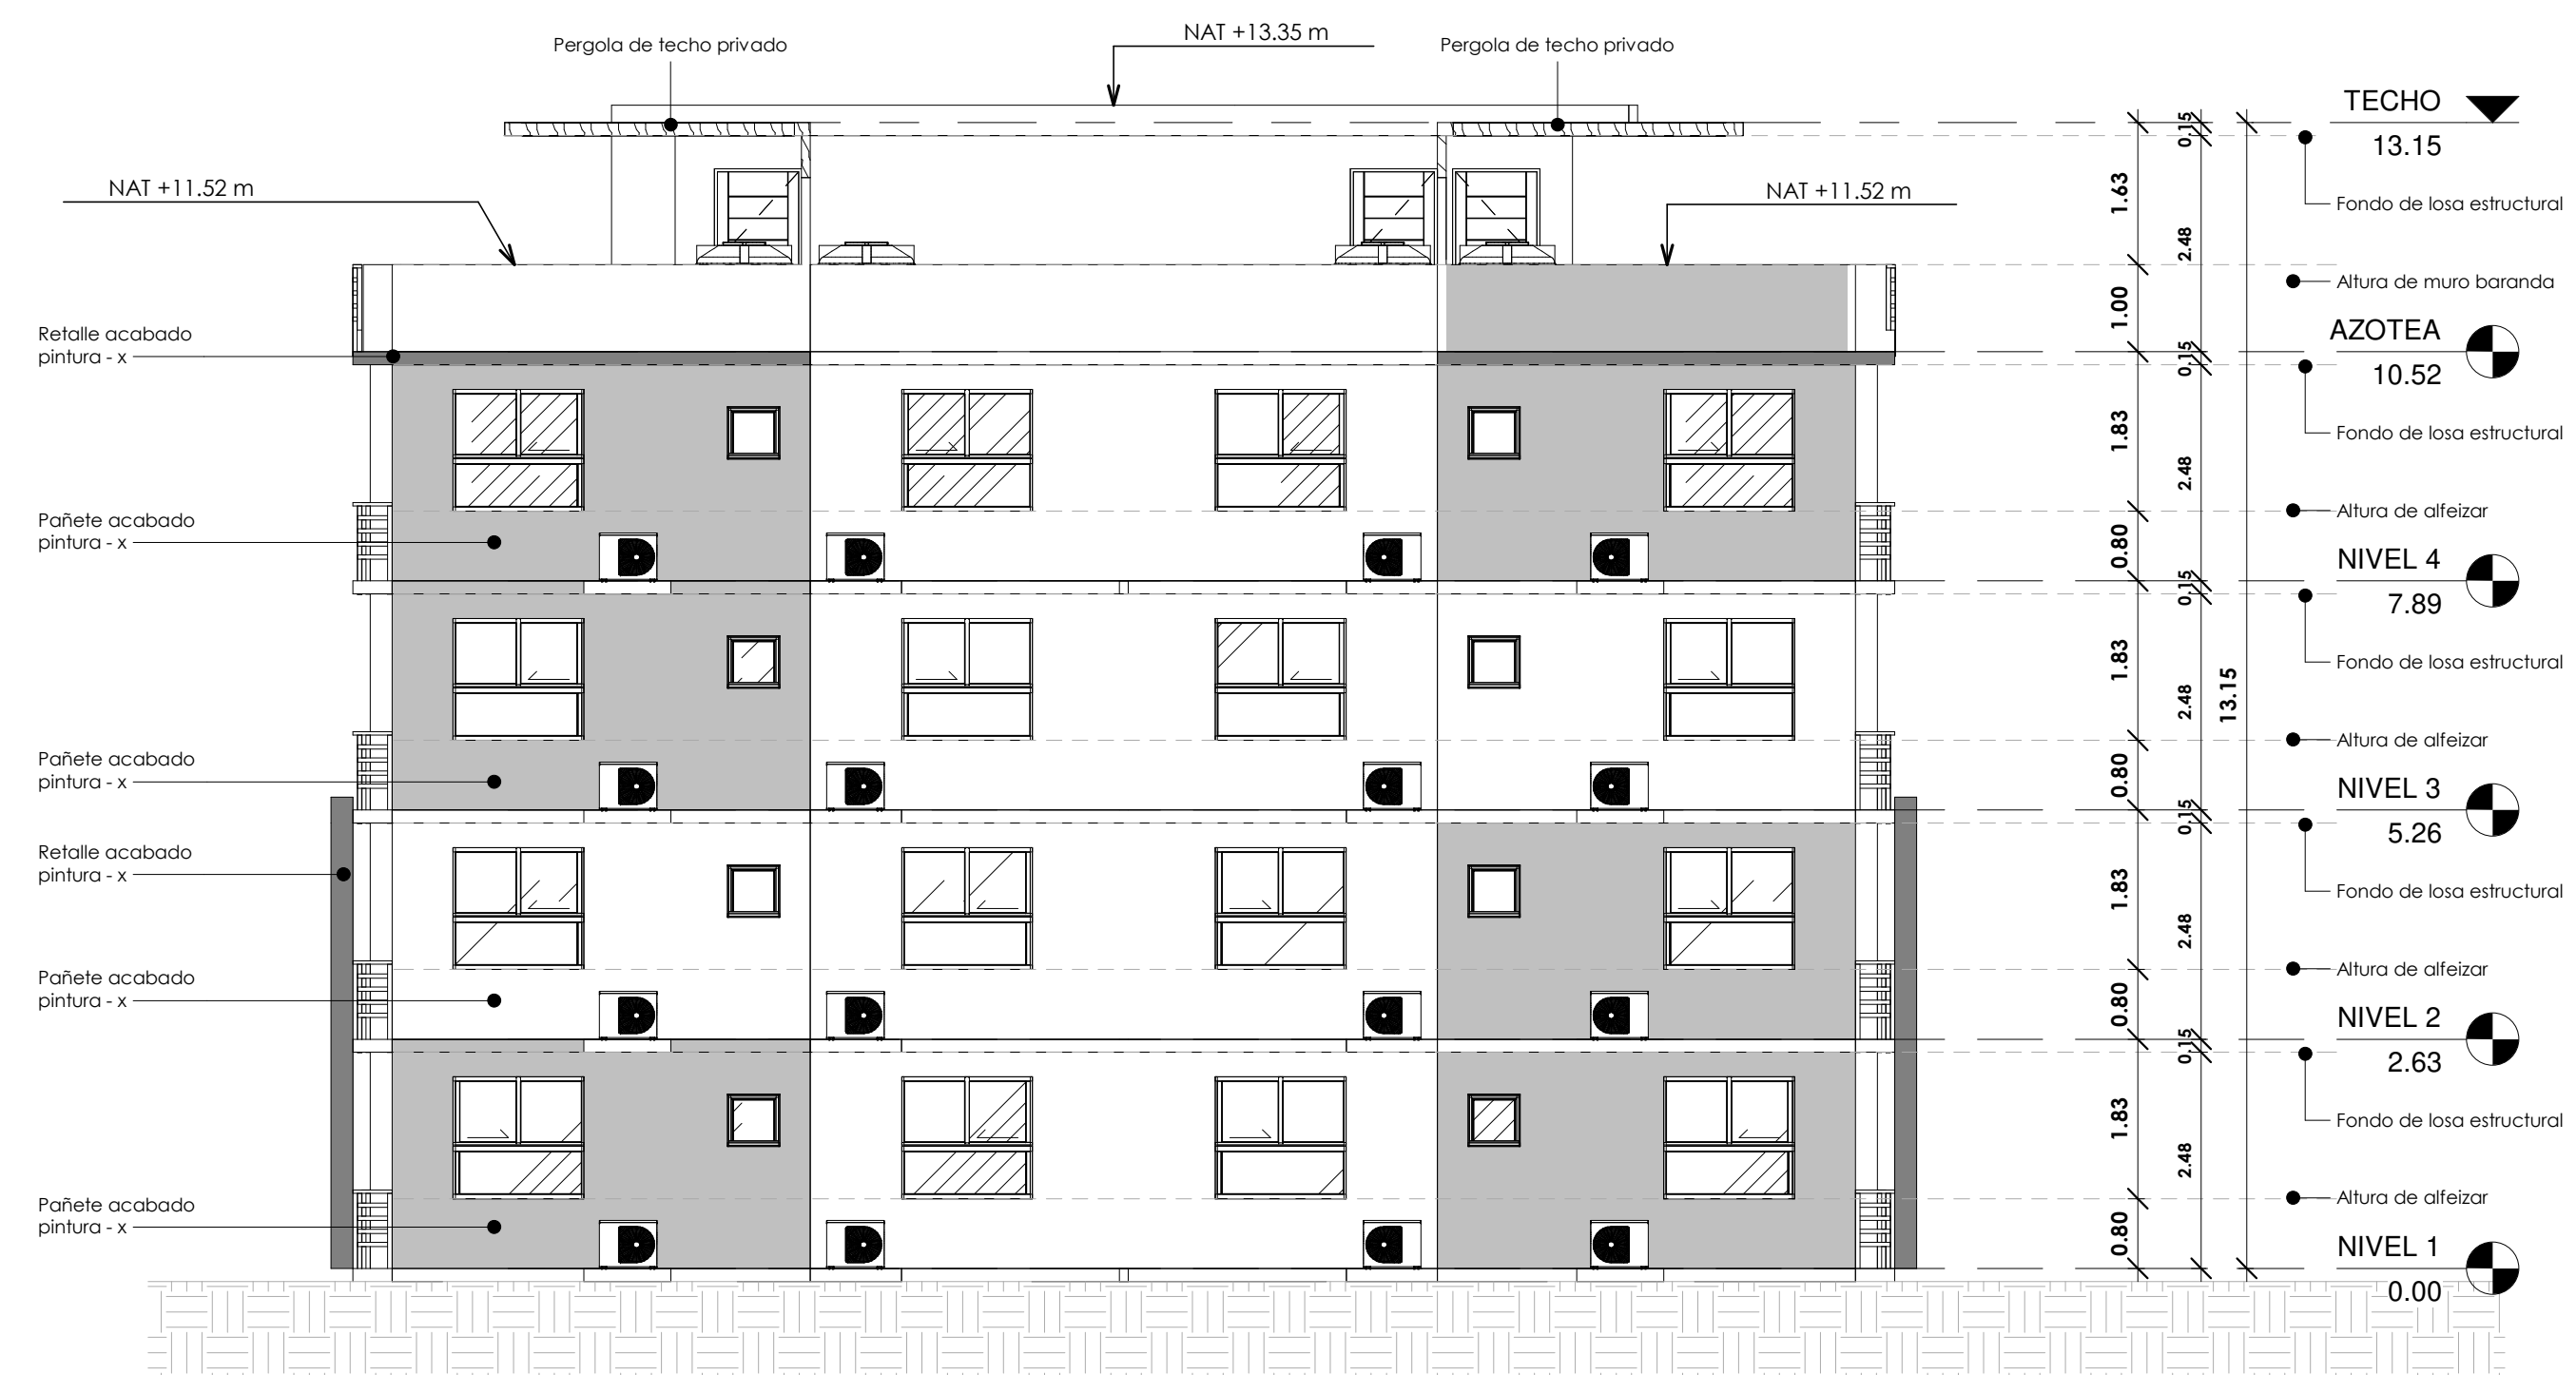 NAT +13.35 m
Pergola de techo privado
Pergola de techo privado
NAT +11.52 m
NAT +11.52 m
Retalle acabado
pintura - x
Pañete acabado
pintura - x
Pañete acabado
pintura - x
Retalle acabado
pintura - x
Pañete acabado
pintura - x
Pañete acabado
pintura - x
1.63
1.00
1.83
0.80
1.83
0.80
1.83
0.80
1.83
0.80
0.15
2.48
0.15
2.48
0.15
2.48
0.15
2.48
0.15
2.48
13.15
TECHO
13.15
Fondo de losa estructural
Altura de muro baranda
AZOTEA
10.52
Fondo de losa estructural
Altura de alfeizar
NIVEL 4
7.89
Fondo de losa estructural
Altura de alfeizar
NIVEL 3
5.26
Fondo de losa estructural
Altura de alfeizar
NIVEL 2
2.63
Fondo de losa estructural
Altura de alfeizar
NIVEL 1
0.00